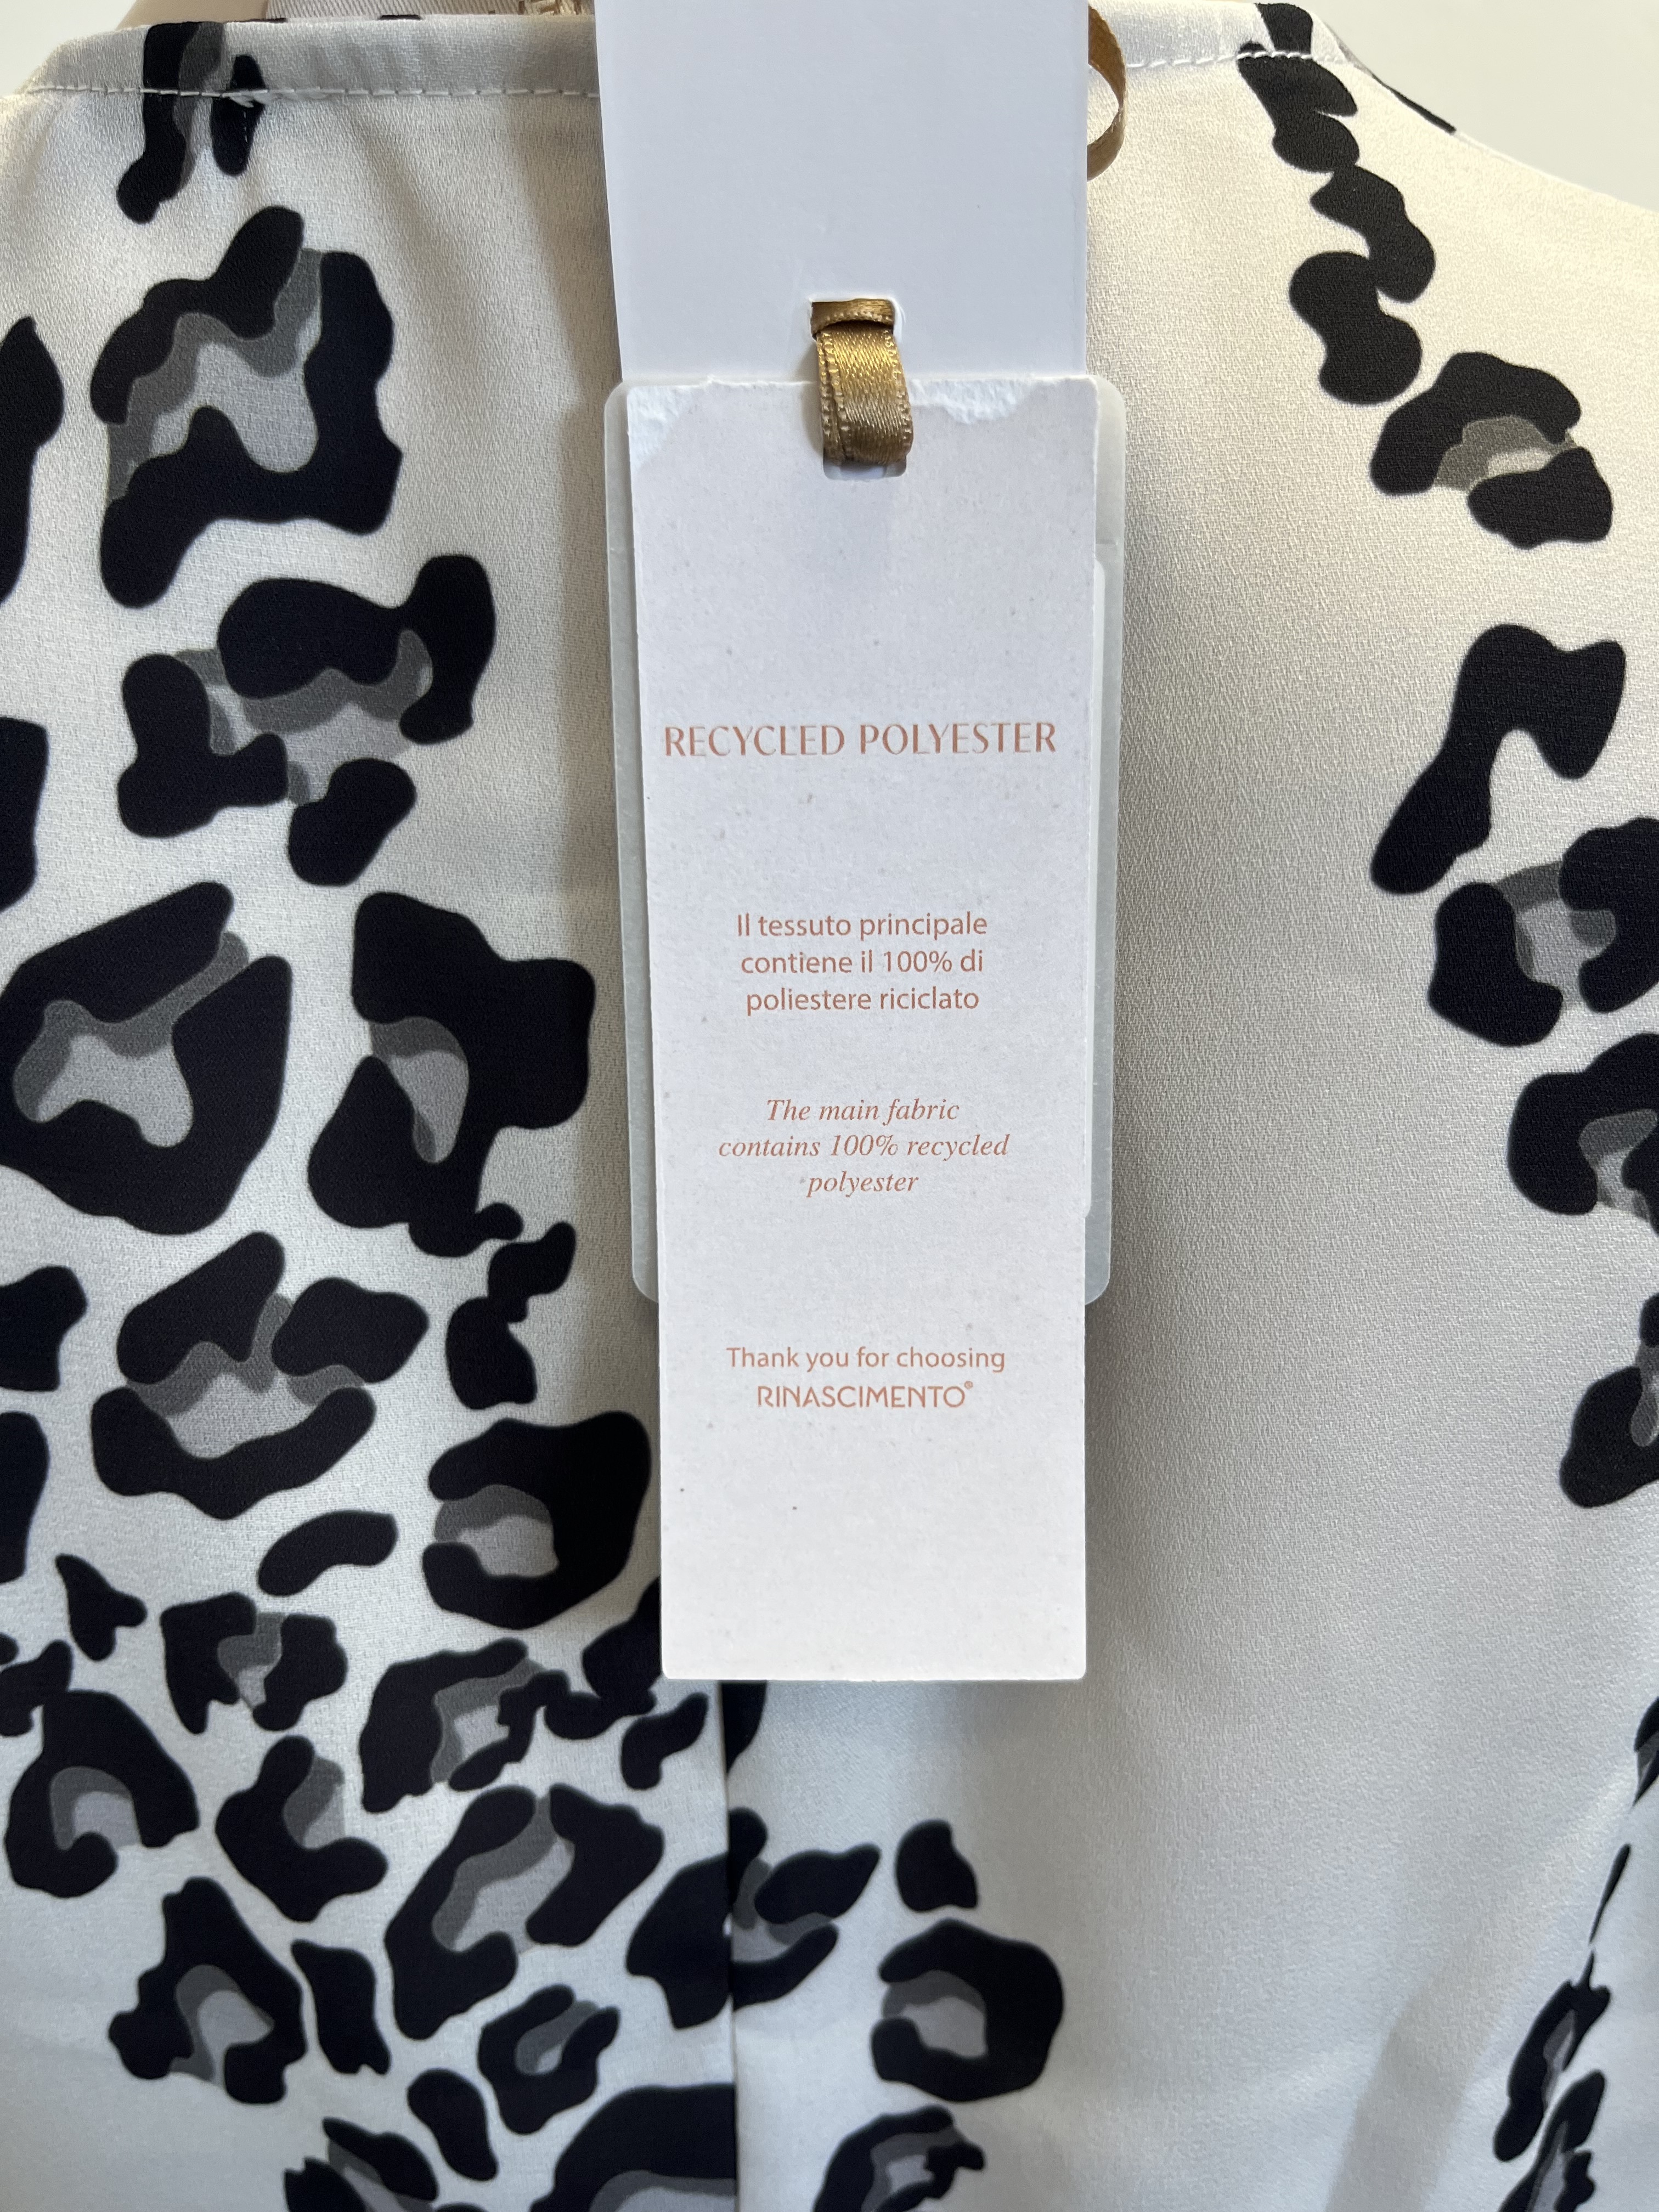 RECYCLED POLYESTER
Il tessuto principale
contiene il 100% di
poliestere riciclato
The main fabric
contains 100% recycled
polyester
Thank you for choosing
RINASCIMENTO®